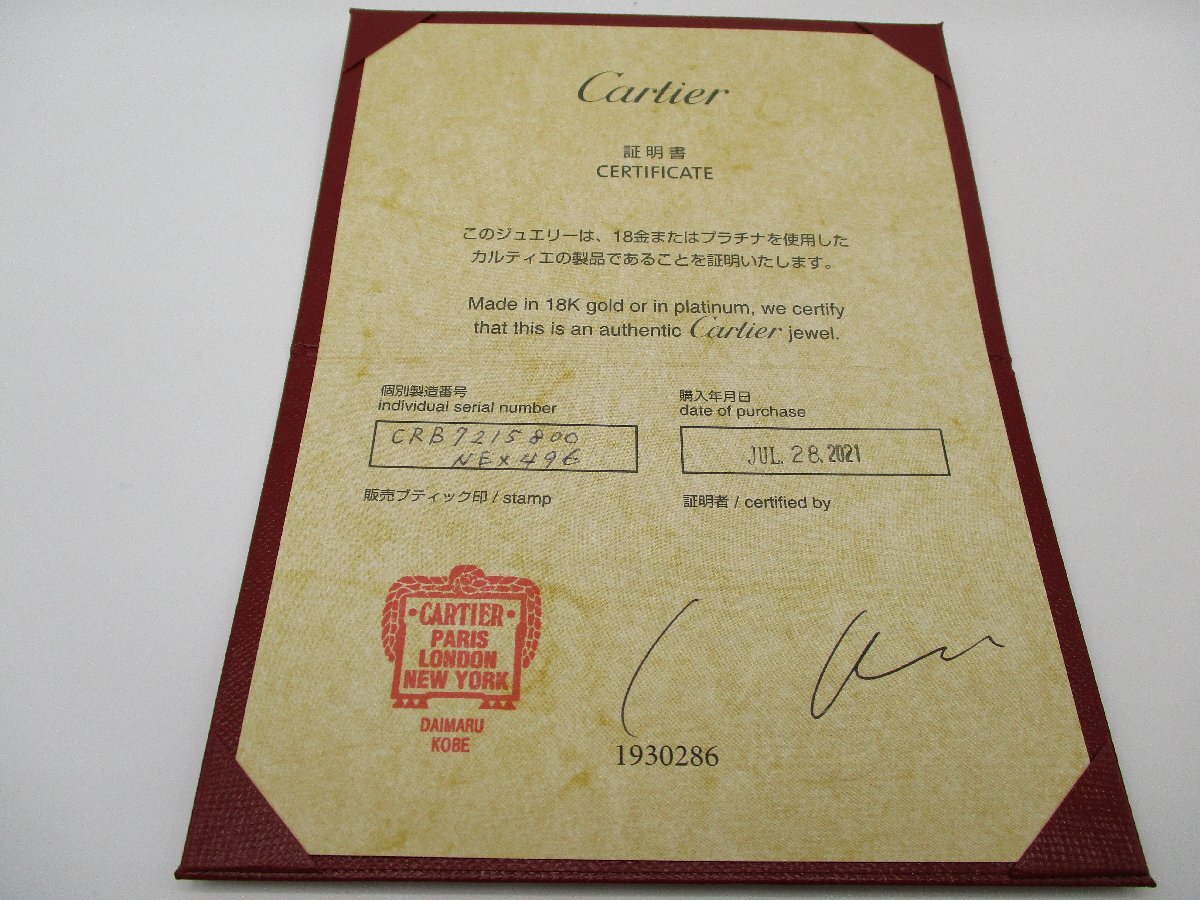 Cartier
証明書
CERTIFICATE
このジュエリーは、18金またはプラチナを使用した
カルティエの製品であることを証明いたします。
Made in 18K gold or in platinum, we certify
that this is an authentic Cartier jewel.
個別製造番号
individual serial number
CRB7215800
NEX496
購入年月日
date of purchase
JUL.28.2021
販売ブティック印 / stamp
証明者 / certified by
•CARTIER•
PARIS
LONDON
NEW YORK
DAIMARU
KOBE
1930286